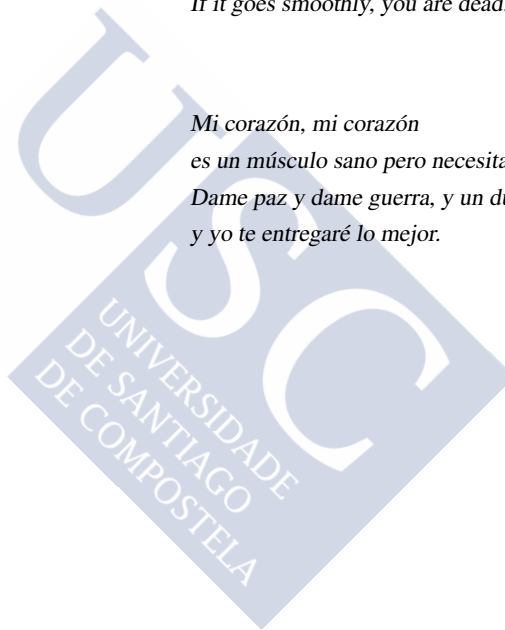 If it goes smoothly, you are dead.
Mi corazón, mi corazón
es un músculo sano pero necesita
Dame paz y dame guerra, y un
y yo te entregaré lo mejor.
USC
UNIVERSIDADE
DE SANTIAGO
DE COMPOSTELA